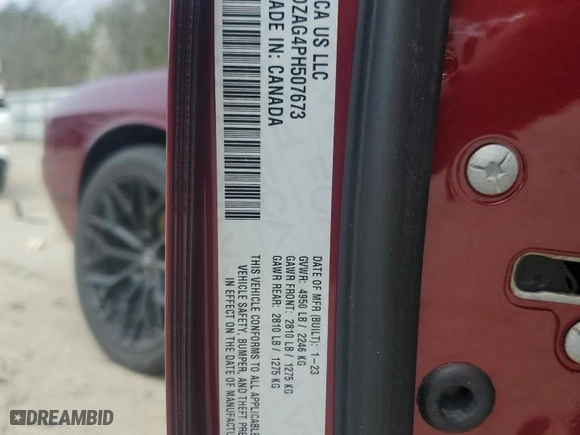 CA US LLC
DZAG4PH507673
ADE IN: CANADA
DATE OF MFR (BUILT): 1-23
GVWR: 4950 LB / 2246 KG
GAWR FRONT: 2810 LB / 1275 KG
GAWR REAR: 2810 LB / 1275 KG
THIS VEHICLE CONFORMS TO ALL APPLICABLE
VEHICLE SAFETY, BUMPER, AND THEFT PRE
IN EFFECT ON THE DATE OF MANUFACTU
DREAMBID